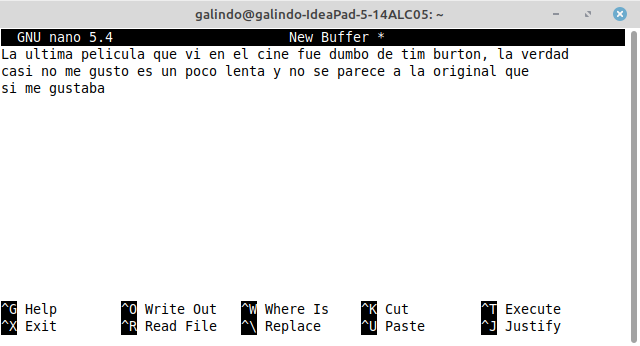 galindo@galindo-IdeaPad-5-14ALC05: ~
GNU nano 5.4 New Buffer *
La ultima pelicula que vi en el cine fue dumbo de tim burton, la verdad
casi no me gusto es un poco lenta y no se parece a la original que
si me gustaba
^G Help ^O Write Out ^W Where Is ^K Cut ^T Execute
^X Exit ^R Read File ^\ Replace ^U Paste ^J Justify